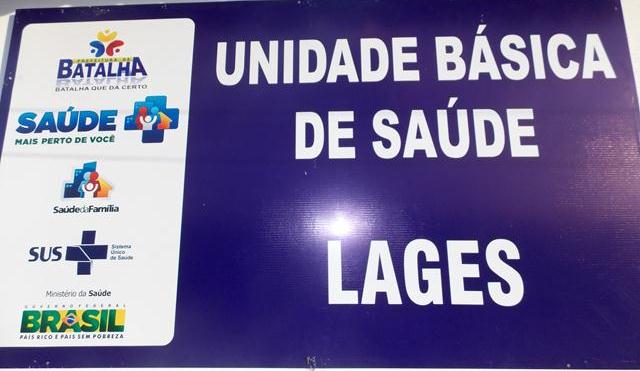 PREFEITURA DE
BATALHA
BATALHA QUE DÁ CERTO
SAÚDE
MAIS PERTO DE VOCÊ
SaúdedaFamília
SUS
Sistema
Único
de Saúde
Ministério da Saúde
GOVERNO FEDERAL
BRASIL
PAÍS RICO É PAÍS SEM POBREZA
UNIDADE BÁSICA
DE SAÚDE
LAGES